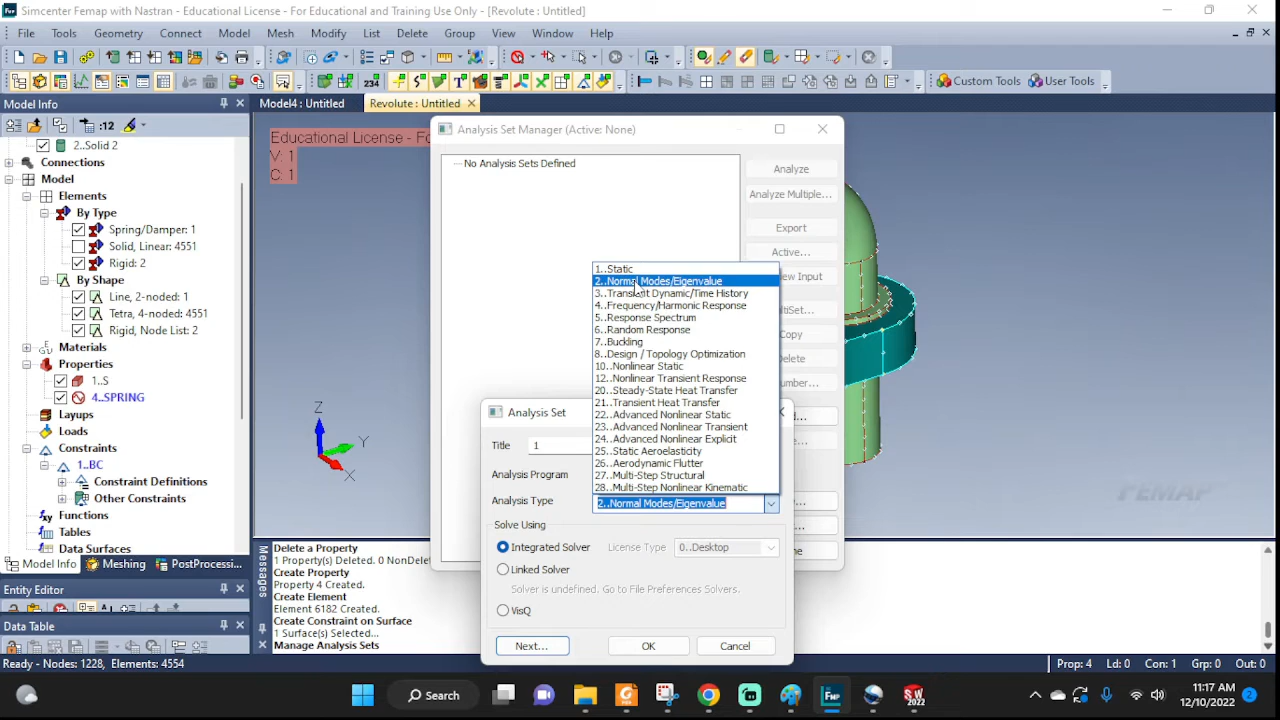 Simcenter Femap with Nastran - Educational License - For Educational and Training Use Only - [Revolute : Untitled]
File Tools Geometry Connect Model Mesh Modify List Delete Group View Window Help
234
Custom Tools User Tools
Model Info
Model4 : Untitled Revolute : Untitled
:12
2..Solid 2
Connections
Model
Elements
By Type
Spring/Damper: 1
Solid, Linear: 4551
Rigid: 2
By Shape
Line, 2-noded: 1
Tetra, 4-noded: 4551
Rigid, Node List: 2
Materials
Properties
1..S
4..SPRING
Layups
Loads
Constraints
1..BC
Constraint Definitions
Other Constraints
Functions
Tables
Data Surfaces
Model Info Meshing PostProcessin...
Entity Editor
Data Table
Educational License - Fo
V: 1
C: 1
Z
Y
X
Analysis Set Manager (Active: None)
No Analysis Sets Defined
Analyze
Analyze Multiple...
Export
Active...
Copy
Analysis Set
Title 1
Analysis Program
Analysis Type
1..Static
2..Normal Modes/Eigenvalue
3..Transient Dynamic/Time History
4..Frequency/Harmonic Response
5..Response Spectrum
6..Random Response
7..Buckling
8..Design / Topology Optimization
10..Nonlinear Static
12..Nonlinear Transient Response
20..Steady-State Heat Transfer
21..Transient Heat Transfer
22..Advanced Nonlinear Static
23..Advanced Nonlinear Transient
24..Advanced Nonlinear Explicit
25..Static Aeroelasticity
26..Aerodynamic Flutter
27..Multi-Step Structural
28..Multi-Step Nonlinear Kinematic
2..Normal Modes/Eigenvalue
Solve Using
Integrated Solver License Type 0..Desktop
Linked Solver
Solver is undefined. Go to File Preferences Solvers.
VisQ
Next... OK Cancel
Messages
Delete a Property
1 Property(s) Deleted. 0 NonDelet
Create Property
Property 4 Created.
Create Element
Element 6182 Created.
Create Constraint on Surface
1 Surface(s) Selected...
Manage Analysis Sets
Ready - Nodes: 1228, Elements: 4554
Prop: 4 Ld: 0 Con: 1 Grp: 0 Out: 0
Search
11:17 AM
12/10/2022